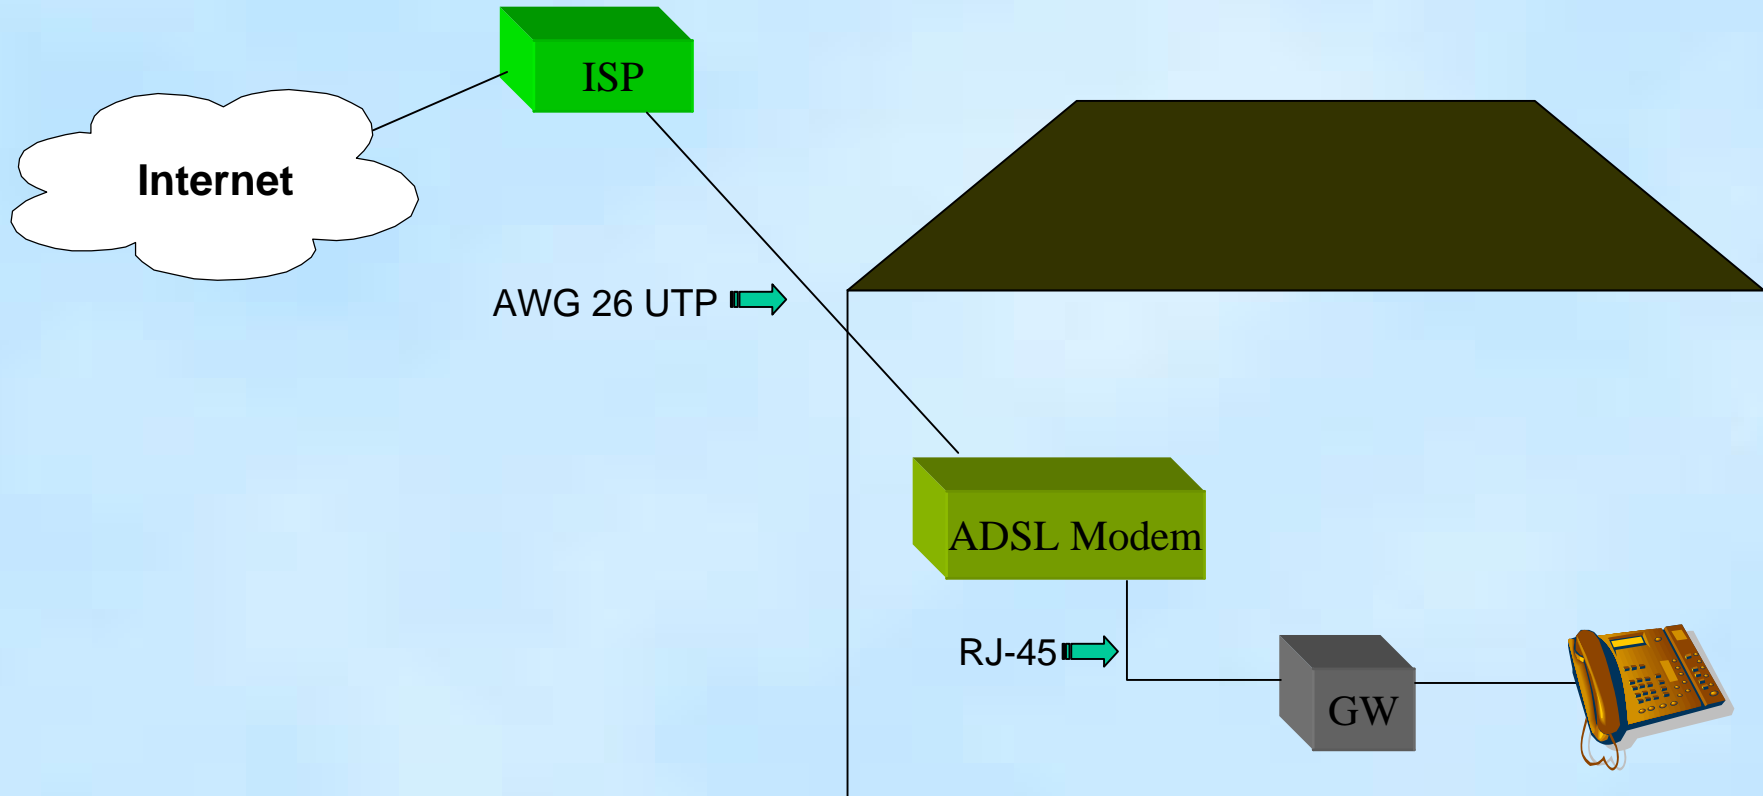 ISP
Internet
AWG 26 UTP
ADSL Modem
RJ-45
GW